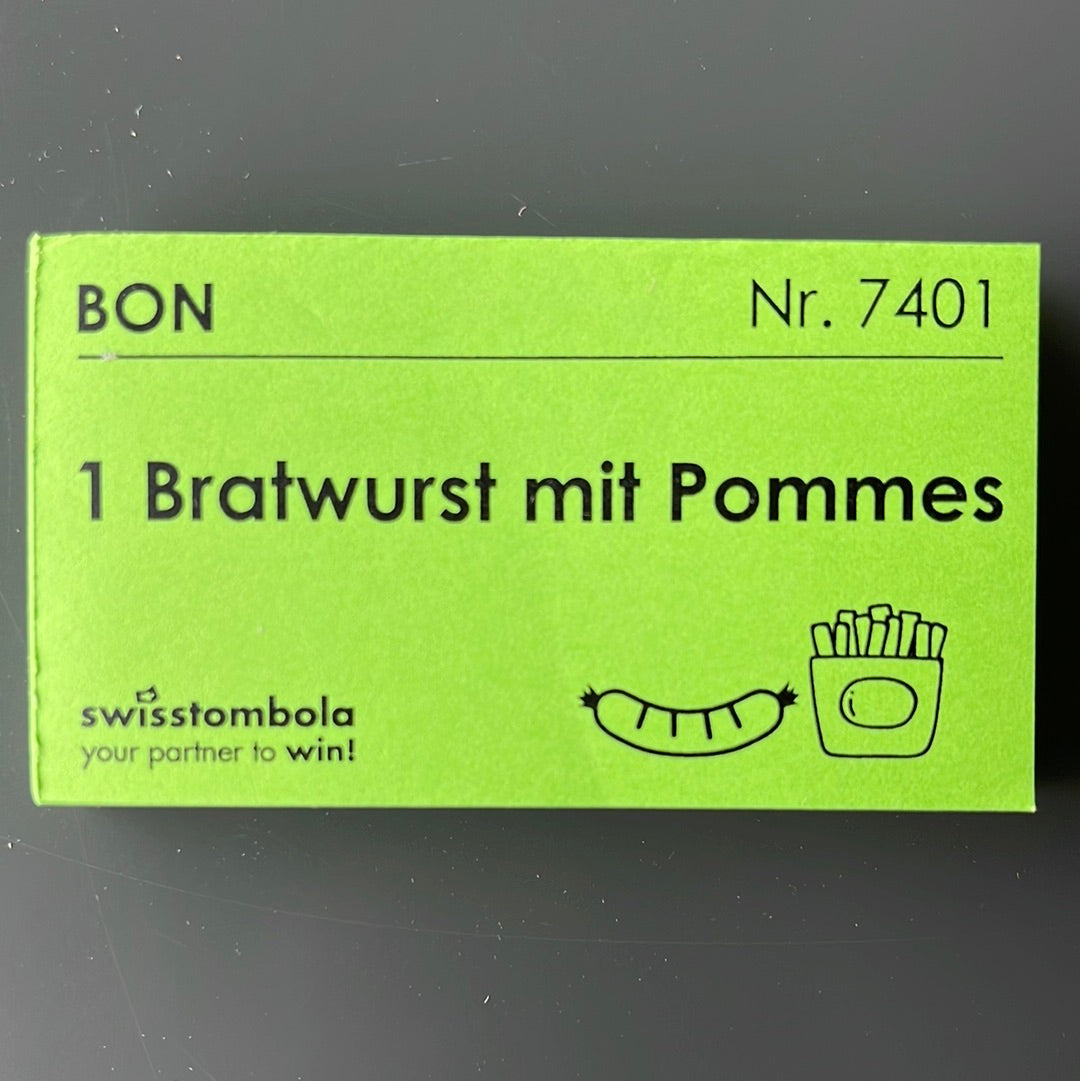 BON
Nr. 7401
1 Bratwurst mit Pommes
swisstombola
your partner to win!